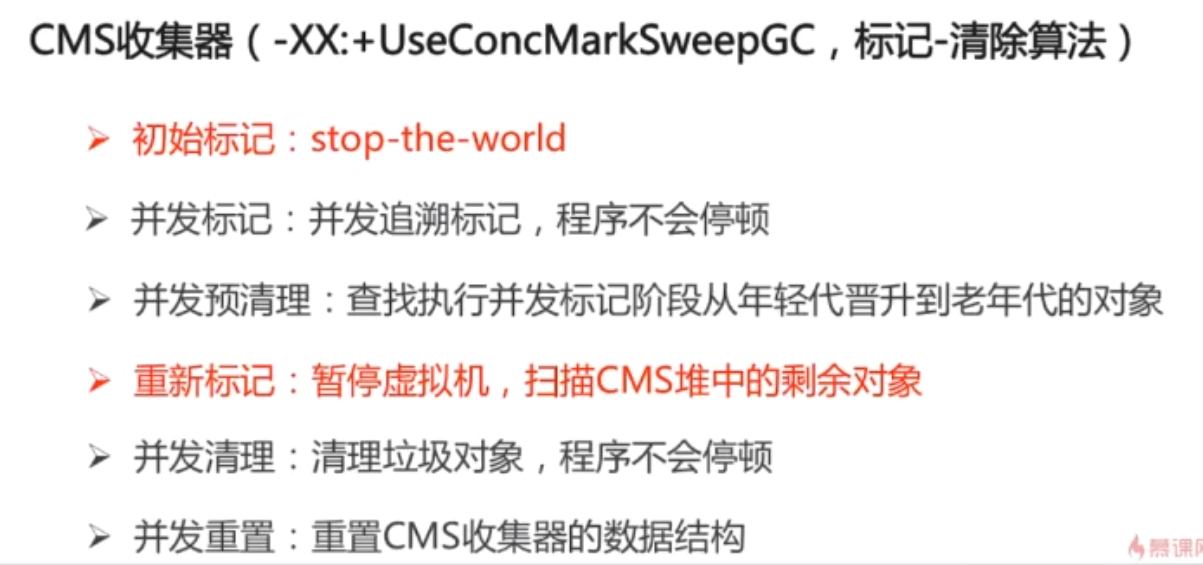 CMS收集器（-XX:+UseConcMarkSweepGC，标记-清除算法）
初始标记：stop-the-world
并发标记：并发追溯标记，程序不会停顿
并发预清理：查找执行并发标记阶段从年轻代晋升到老年代的对象
重新标记：暂停虚拟机，扫描CMS堆中的剩余对象
并发清理：清理垃圾对象，程序不会停顿
并发重置：重置CMS收集器的数据结构
慕课